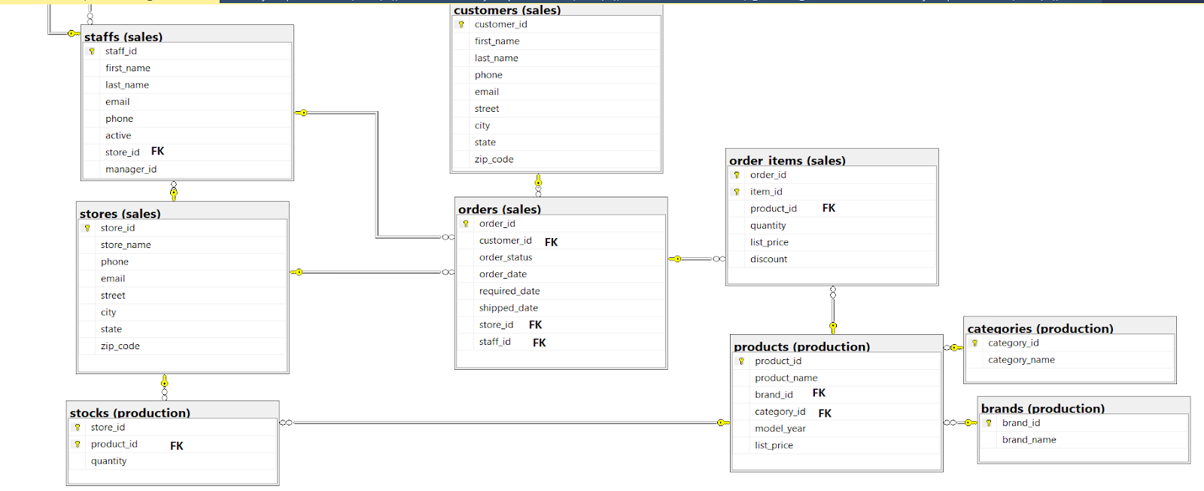 staffs (sales)
staff_id
first_name
last_name
email
phone
active
store_id FK
manager_id
customers (sales)
customer_id
first_name
last_name
phone
email
street
city
state
zip_code
stores (sales)
store_id
store_name
phone
email
street
city
state
zip_code
orders (sales)
order_id
customer_id FK
order_status
order_date
required_date
shipped_date
store_id FK
staff_id FK
order_items (sales)
order_id
item_id
product_id FK
quantity
list_price
discount
stocks (production)
store_id
product_id FK
quantity
products (production)
product_id
product_name
brand_id FK
category_id FK
model_year
list_price
categories (production)
category_id
category_name
brands (production)
brand_id
brand_name